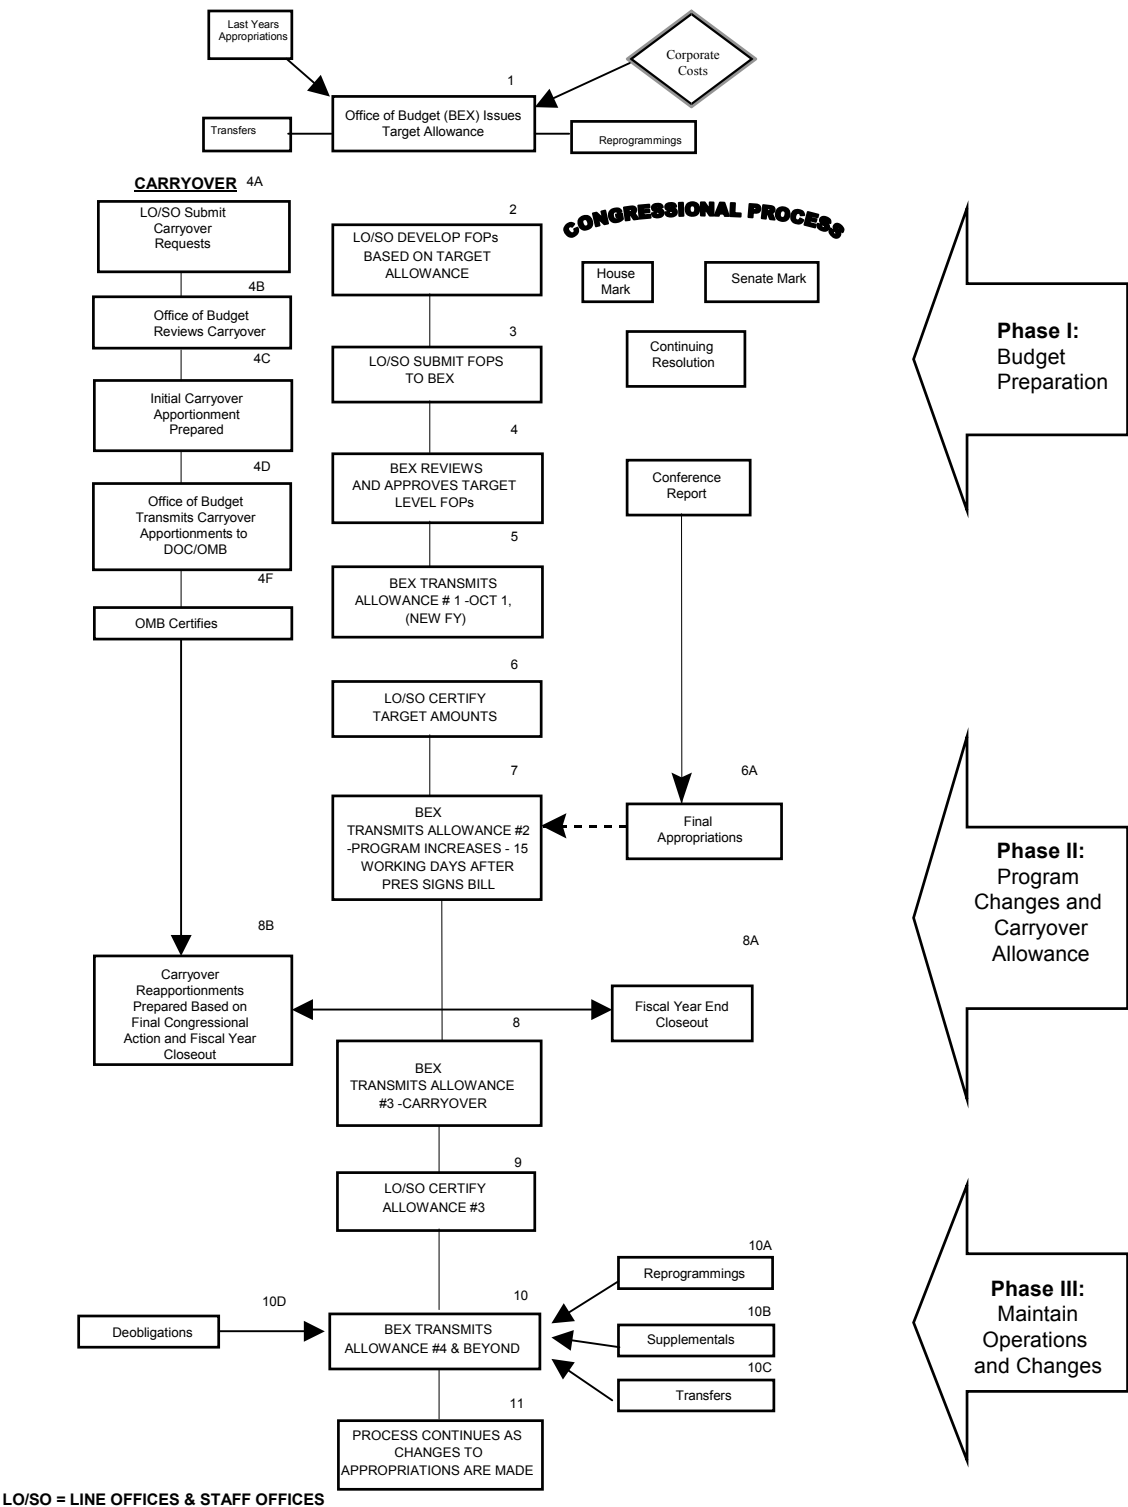 Last Years
Appropriations
Corporate
Costs
1
Office of Budget (BEX) Issues
Target Allowance
Transfers
Reprogrammings
CARRYOVER 4A
LO/SO Submit
Carryover
Requests
4B
Office of Budget
Reviews Carryover
4C
Initial Carryover
Apportionment
Prepared
4D
Office of Budget
Transmits Carryover
Apportionments to
DOC/OMB
4F
OMB Certifies
2
LO/SO DEVELOP FOPs
BASED ON TARGET
ALLOWANCE
3
LO/SO SUBMIT FOPS
TO BEX
4
BEX REVIEWS
AND APPROVES TARGET
LEVEL FOPs
5
BEX TRANSMITS
ALLOWANCE # 1 -OCT 1,
(NEW FY)
6
LO/SO CERTIFY
TARGET AMOUNTS
7
BEX
TRANSMITS ALLOWANCE #2
-PROGRAM INCREASES - 15
WORKING DAYS AFTER
PRES SIGNS BILL
CONGRESSIONAL PROCESS
House
Mark
Senate Mark
Continuing
Resolution
Conference
Report
6A
Final
Appropriations
Phase I:
Budget
Preparation
Phase II:
Program
Changes and
Carryover
Allowance
8B
Carryover
Reapportionments
Prepared Based on
Final Congressional
Action and Fiscal Year
Closeout
8A
Fiscal Year End
Closeout
8
BEX
TRANSMITS ALLOWANCE
#3 -CARRYOVER
9
LO/SO CERTIFY
ALLOWANCE #3
10D
Deobligations
10
BEX TRANSMITS
ALLOWANCE #4 & BEYOND
10A
Reprogrammings
10B
Supplementals
10C
Transfers
Phase III:
Maintain
Operations
and Changes
11
PROCESS CONTINUES AS
CHANGES TO
APPROPRIATIONS ARE MADE
LO/SO = LINE OFFICES & STAFF OFFICES